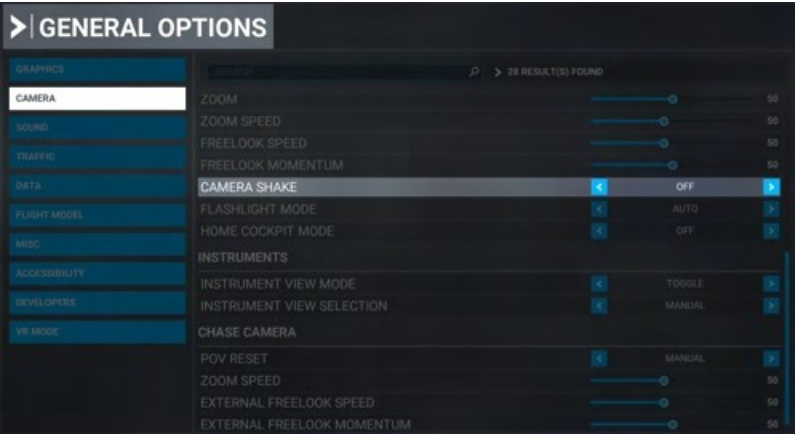 GENERAL OPTIONS
GRAPHICS
CAMERA
SOUND
TRAFFIC
DATA
FLIGHT MODEL
MISC
ACCESSIBILITY
DEVELOPERS
VR MODE
SEARCH
28 RESULT(S) FOUND
ZOOM 50
ZOOM SPEED 50
FREELOOK SPEED 50
FREELOOK MOMENTUM 50
CAMERA SHAKE OFF
FLASHLIGHT MODE AUTO
HOME COCKPIT MODE OFF
INSTRUMENTS
INSTRUMENT VIEW MODE TOGGLE
INSTRUMENT VIEW SELECTION MANUAL
CHASE CAMERA
POV RESET MANUAL
ZOOM SPEED 50
EXTERNAL FREELOOK SPEED 50
EXTERNAL FREELOOK MOMENTUM 50